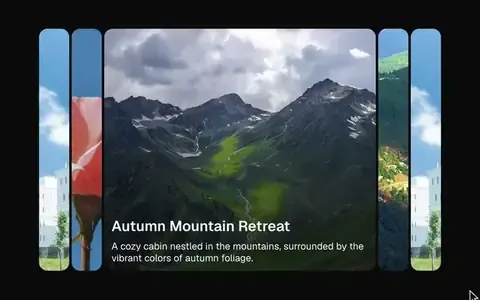 Autumn Mountain Retreat
A cozy cabin nestled in the mountains, surrounded by the
vibrant colors of autumn foliage.